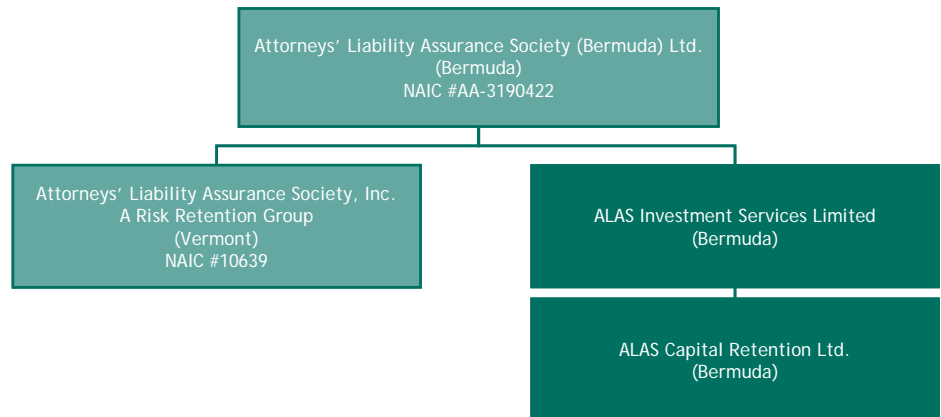 Attorneys’ Liability Assurance Society (Bermuda) Ltd.
(Bermuda)
NAIC #AA-3190422
Attorneys’ Liability Assurance Society, Inc.
A Risk Retention Group
(Vermont)
NAIC #10639
ALAS Investment Services Limited
(Bermuda)
ALAS Capital Retention Ltd.
(Bermuda)